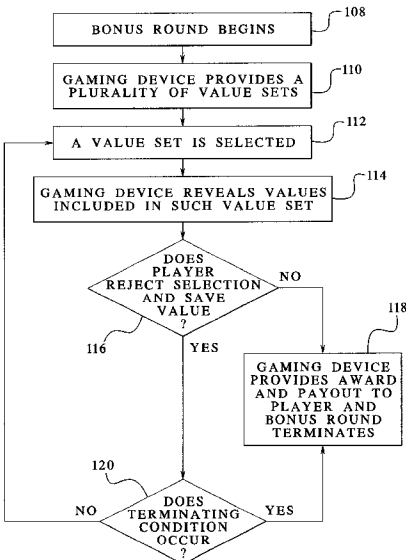 BONUS ROUND BEGINS
108
GAMING DEVICE PROVIDES A
PLURALITY OF VALUE SETS
110
A VALUE SET IS SELECTED
112
GAMING DEVICE REVEALS VALUES
INCLUDED IN SUCH VALUE SET
114
DOES
PLAYER
REJECT SELECTION
AND SAVE
VALUE
?
116
NO
YES
118
GAMING DEVICE
PROVIDES AWARD
AND PAYOUT TO
PLAYER AND
BONUS ROUND
TERMINATES
120
DOES
TERMINATING
CONDITION
OCCUR
?
NO
YES